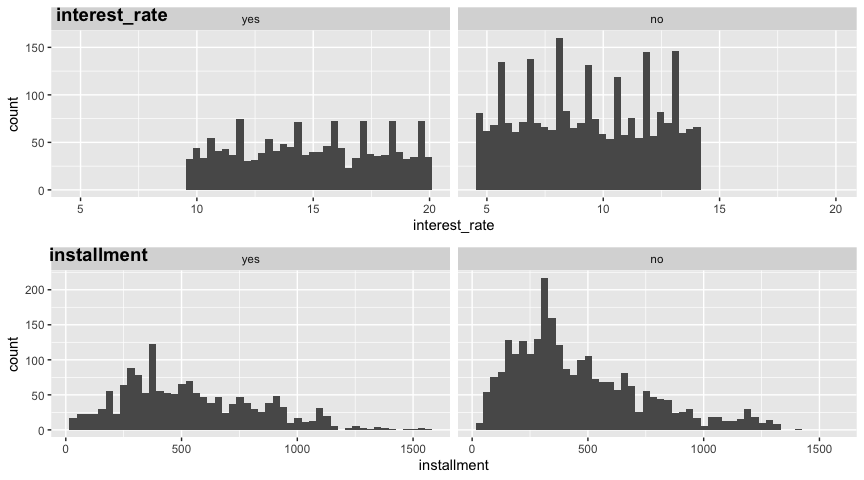 interest_rate
yes no
150
100
50
0
count
5 10 15 20 5 10 15 20
interest_rate
installment
yes no
200
150
100
50
0
count
0 500 1000 1500 0 500 1000 1500
installment